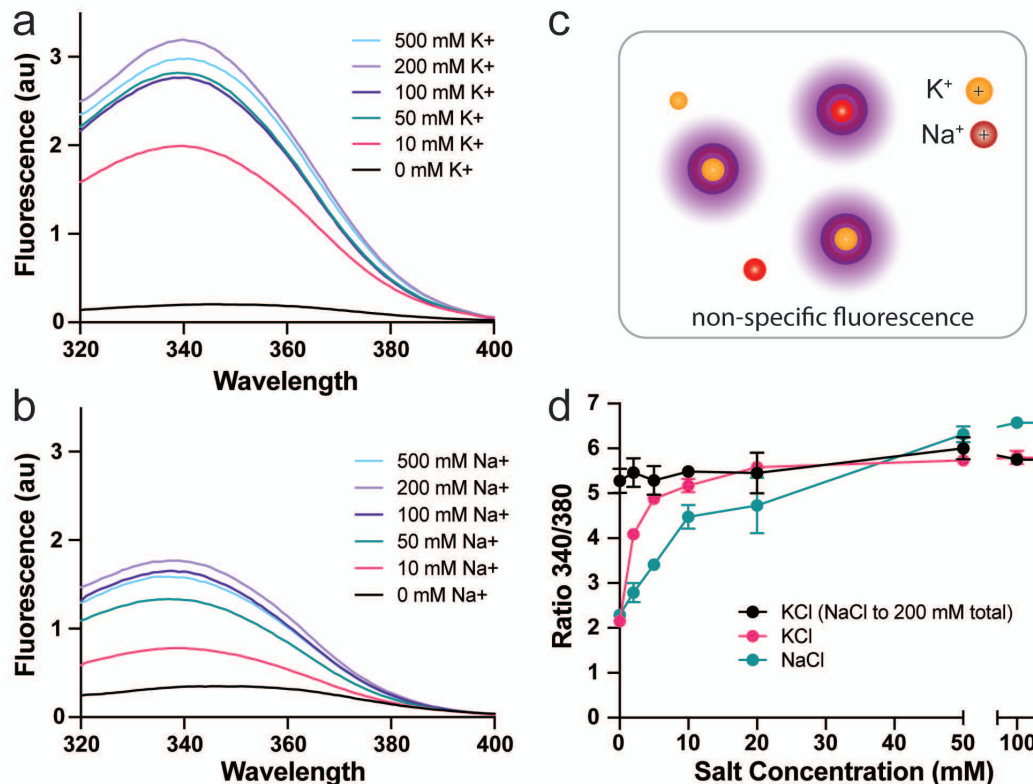 a
Fluorescence (au)
3
2
1
0
500 mM K+
200 mM K+
100 mM K+
50 mM K+
10 mM K+
0 mM K+
320 340 360 380 400
Wavelength
b
Fluorescence (au)
3
2
1
0
500 mM Na+
200 mM Na+
100 mM Na+
50 mM Na+
10 mM Na+
0 mM Na+
320 340 360 380 400
Wavelength
c
K⁺ +
Na⁺ +
non-specific fluorescence
d
Ratio 340/380
7
6
5
4
3
2
1
0
KCl (NaCl to 200 mM total)
KCl
NaCl
0 10 20 30 40 50 100
Salt Concentration (mM)